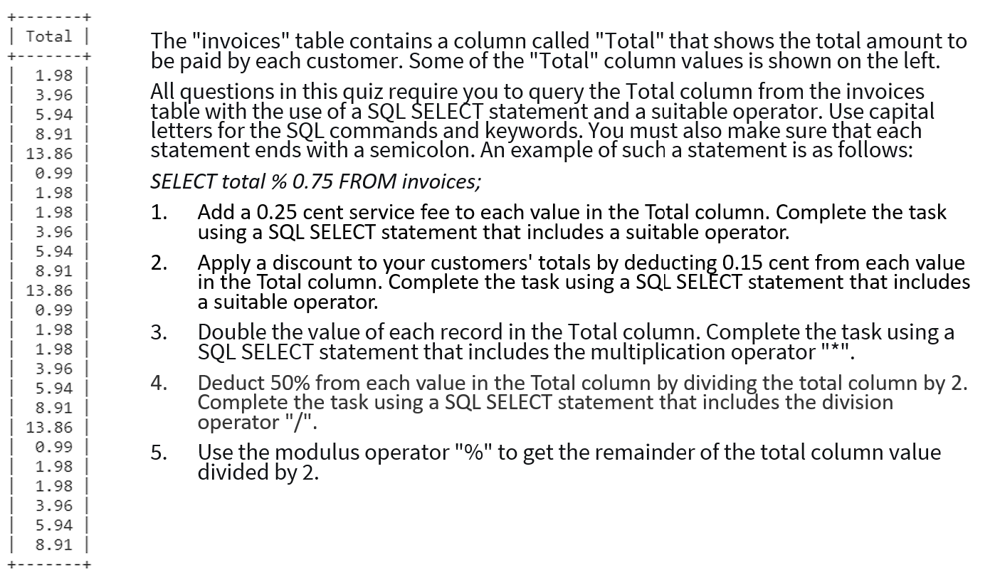 +-------+
| Total |
+-------+
| 1.98 |
| 3.96 |
| 5.94 |
| 8.91 |
| 13.86 |
| 0.99 |
| 1.98 |
| 1.98 |
| 3.96 |
| 5.94 |
| 8.91 |
| 13.86 |
| 0.99 |
| 1.98 |
| 1.98 |
| 3.96 |
| 5.94 |
| 8.91 |
| 13.86 |
| 0.99 |
| 1.98 |
| 1.98 |
| 3.96 |
| 5.94 |
| 8.91 |
+-------+
The "invoices" table contains a column called "Total" that shows the total amount to
be paid by each customer. Some of the "Total" column values is shown on the left.
All questions in this quiz require you to query the Total column from the invoices
table with the use of a SQL SELECT statement and a suitable operator. Use capital
letters for the SQL commands and keywords. You must also make sure that each
statement ends with a semicolon. An example of such a statement is as follows:
SELECT total % 0.75 FROM invoices;
1. Add a 0.25 cent service fee to each value in the Total column. Complete the task
using a SQL SELECT statement that includes a suitable operator.
2. Apply a discount to your customers' totals by deducting 0.15 cent from each value
in the Total column. Complete the task using a SQL SELECT statement that includes
a suitable operator.
3. Double the value of each record in the Total column. Complete the task using a
SQL SELECT statement that includes the multiplication operator "*".
4. Deduct 50% from each value in the Total column by dividing the total column by 2.
Complete the task using a SQL SELECT statement that includes the division
operator "/".
5. Use the modulus operator "%" to get the remainder of the total column value
divided by 2.